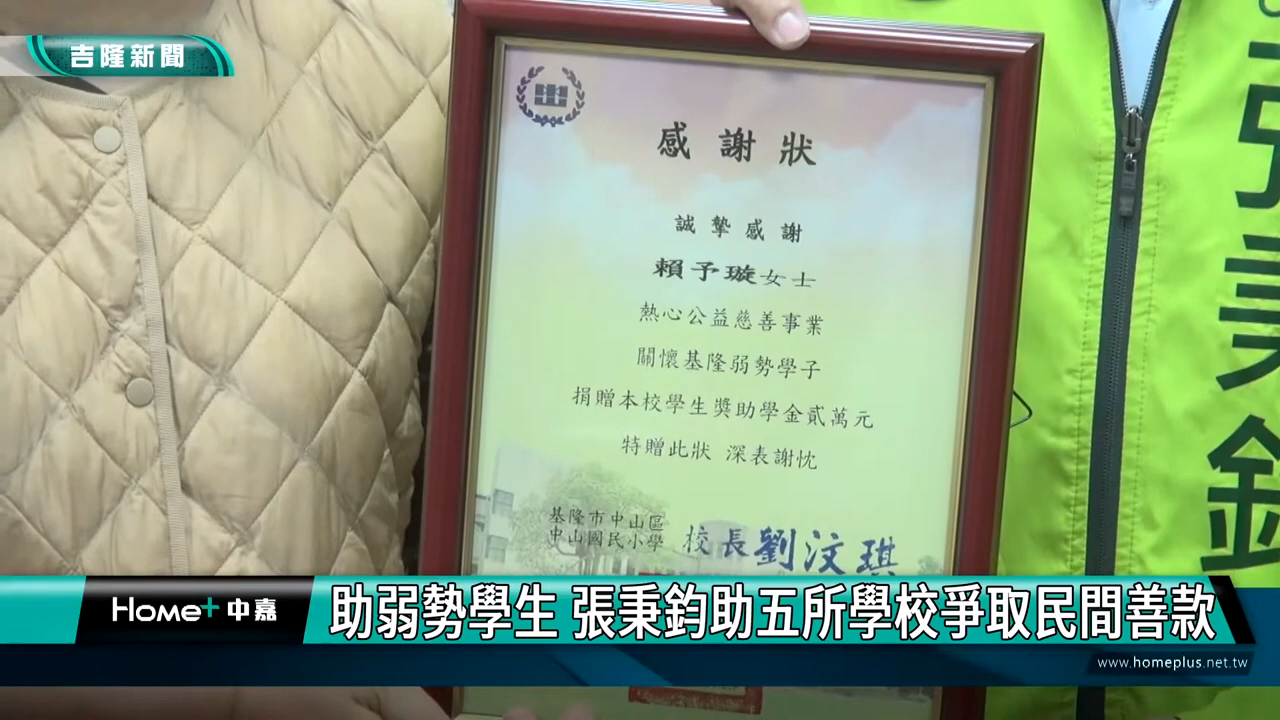 吉隆新聞
感謝狀
誠摯感謝
賴予璇女士
熱心公益慈善事業
關懷基隆弱勢學子
捐贈本校學生獎助學金貳萬元
特贈此狀 深表謝忱
基隆市中山區
中山國民小學
校長劉汶琪
Home+中嘉
助弱勢學生 張秉鈞助五所學校爭取民間善款
www.homeplus.net.tw